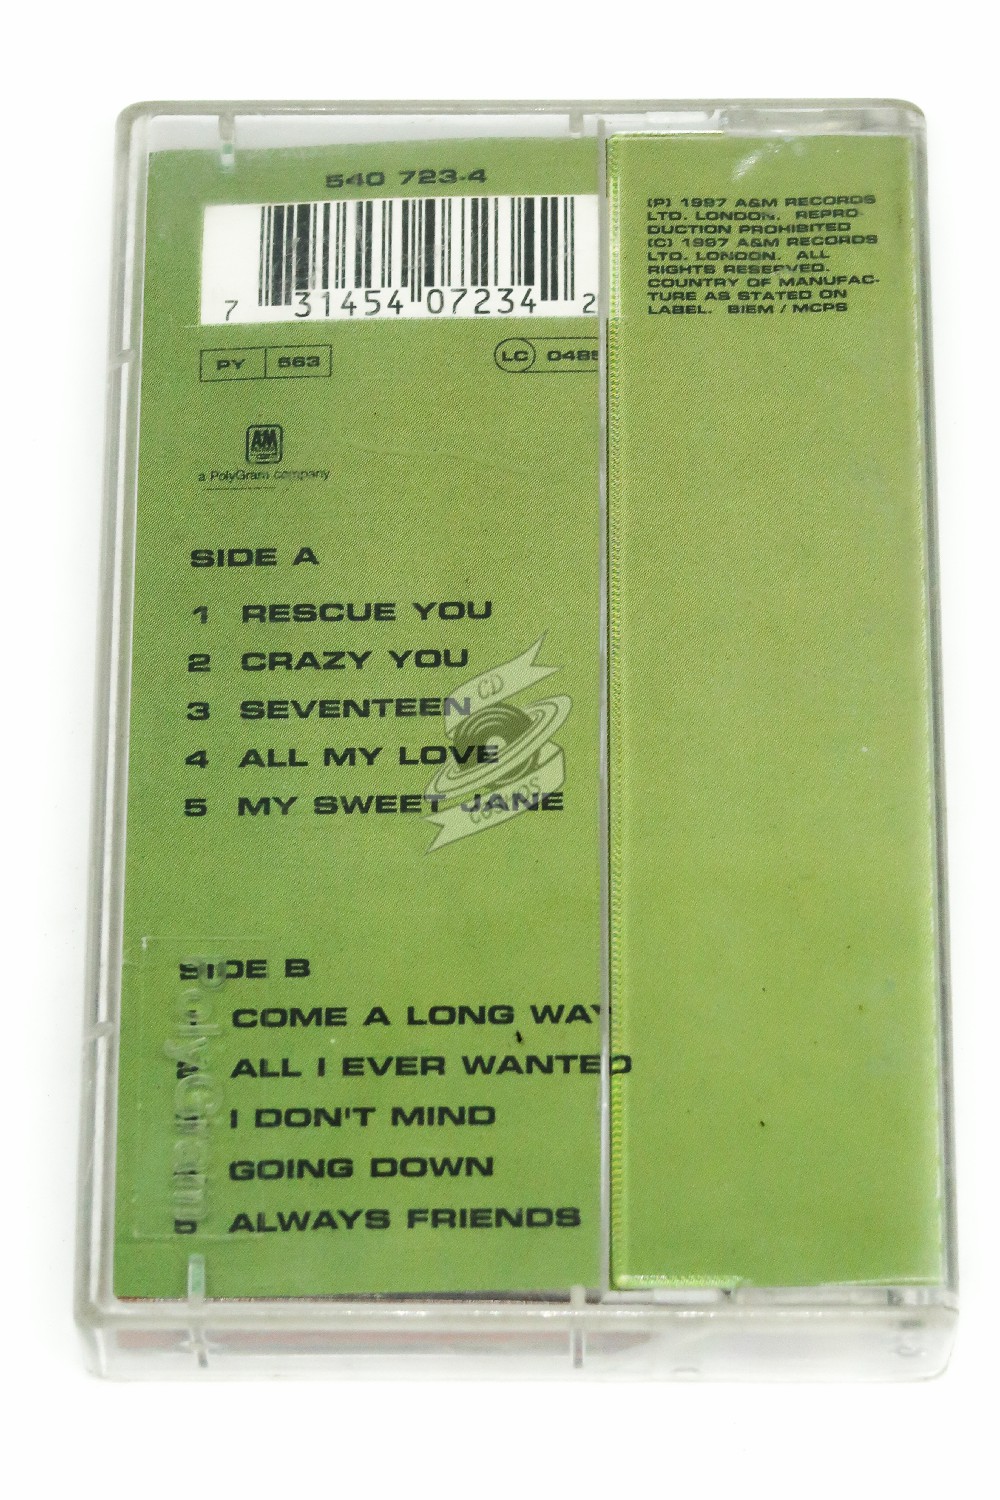 540 723-4
7 31454 07234 2
PY 563
LC 0485
A&M
a PolyGram company
SIDE A
1 RESCUE YOU
2 CRAZY YOU
3 SEVENTEEN
4 ALL MY LOVE
5 MY SWEET JANE
SIDE B
COME A LONG WAY
ALL I EVER WANTED
I DON'T MIND
GOING DOWN
5 ALWAYS FRIENDS
PolyGram
CD
COSMOS
(P) 1997 A&M RECORDS
LTD. LONDON. REPRO-
DUCTION PROHIBITED
(C) 1997 A&M RECORDS
LTD. LONDON. ALL
RIGHTS RESERVED.
COUNTRY OF MANUFAC-
TURE AS STATED ON
LABEL. BIEM / MCPS